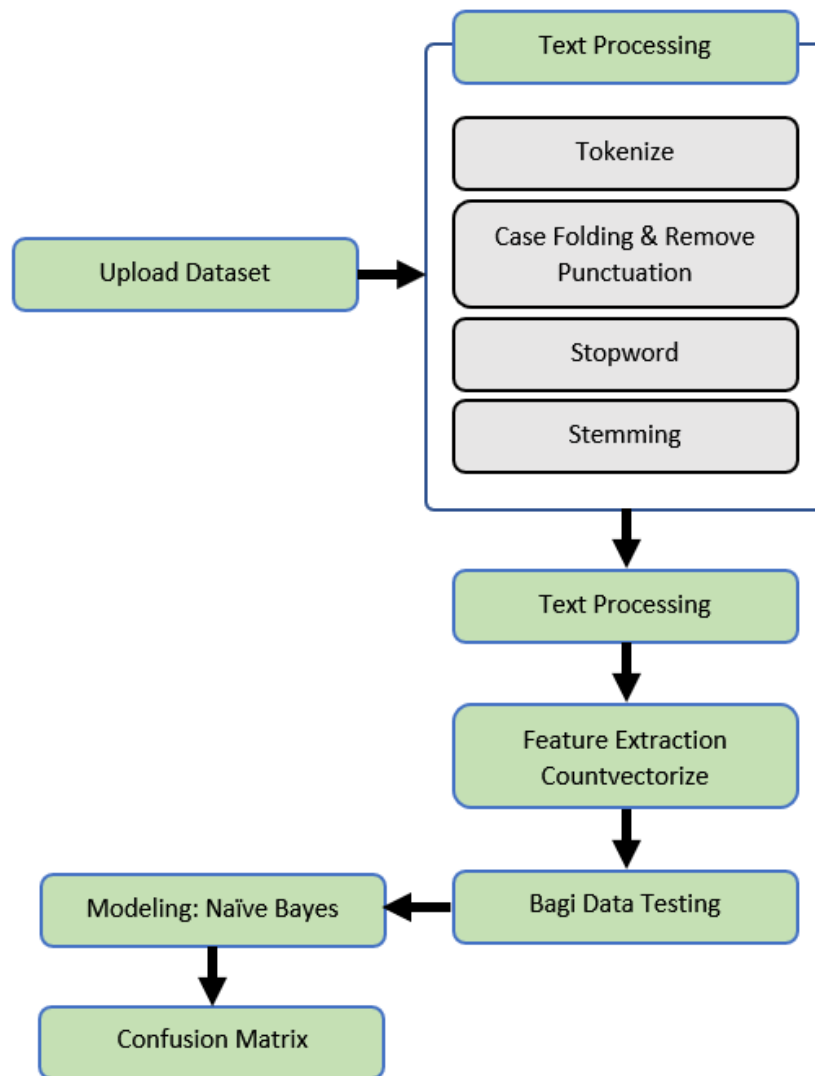 Text Processing
Tokenize
Case Folding & Remove
Punctuation
Upload Dataset
Stopword
Stemming
Text Processing
Feature Extraction
Countvectorize
Bagi Data Testing
Modeling: Naïve Bayes
Confusion Matrix